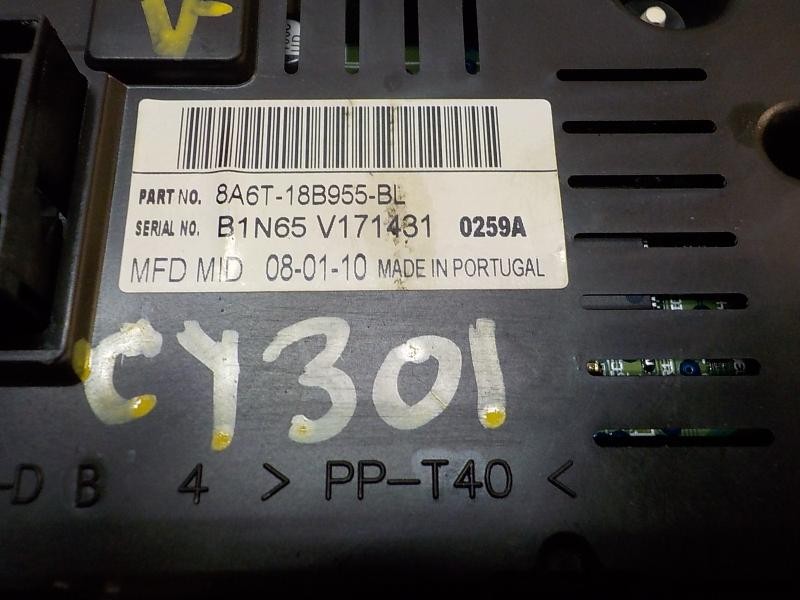 V
PART NO. 8A6T-18B955-BL
SERIAL NO. B1N65 V171431 0259A
MFD MID 08-01-10 MADE IN PORTUGAL
CY301
-D B 4 > PP-T40 <